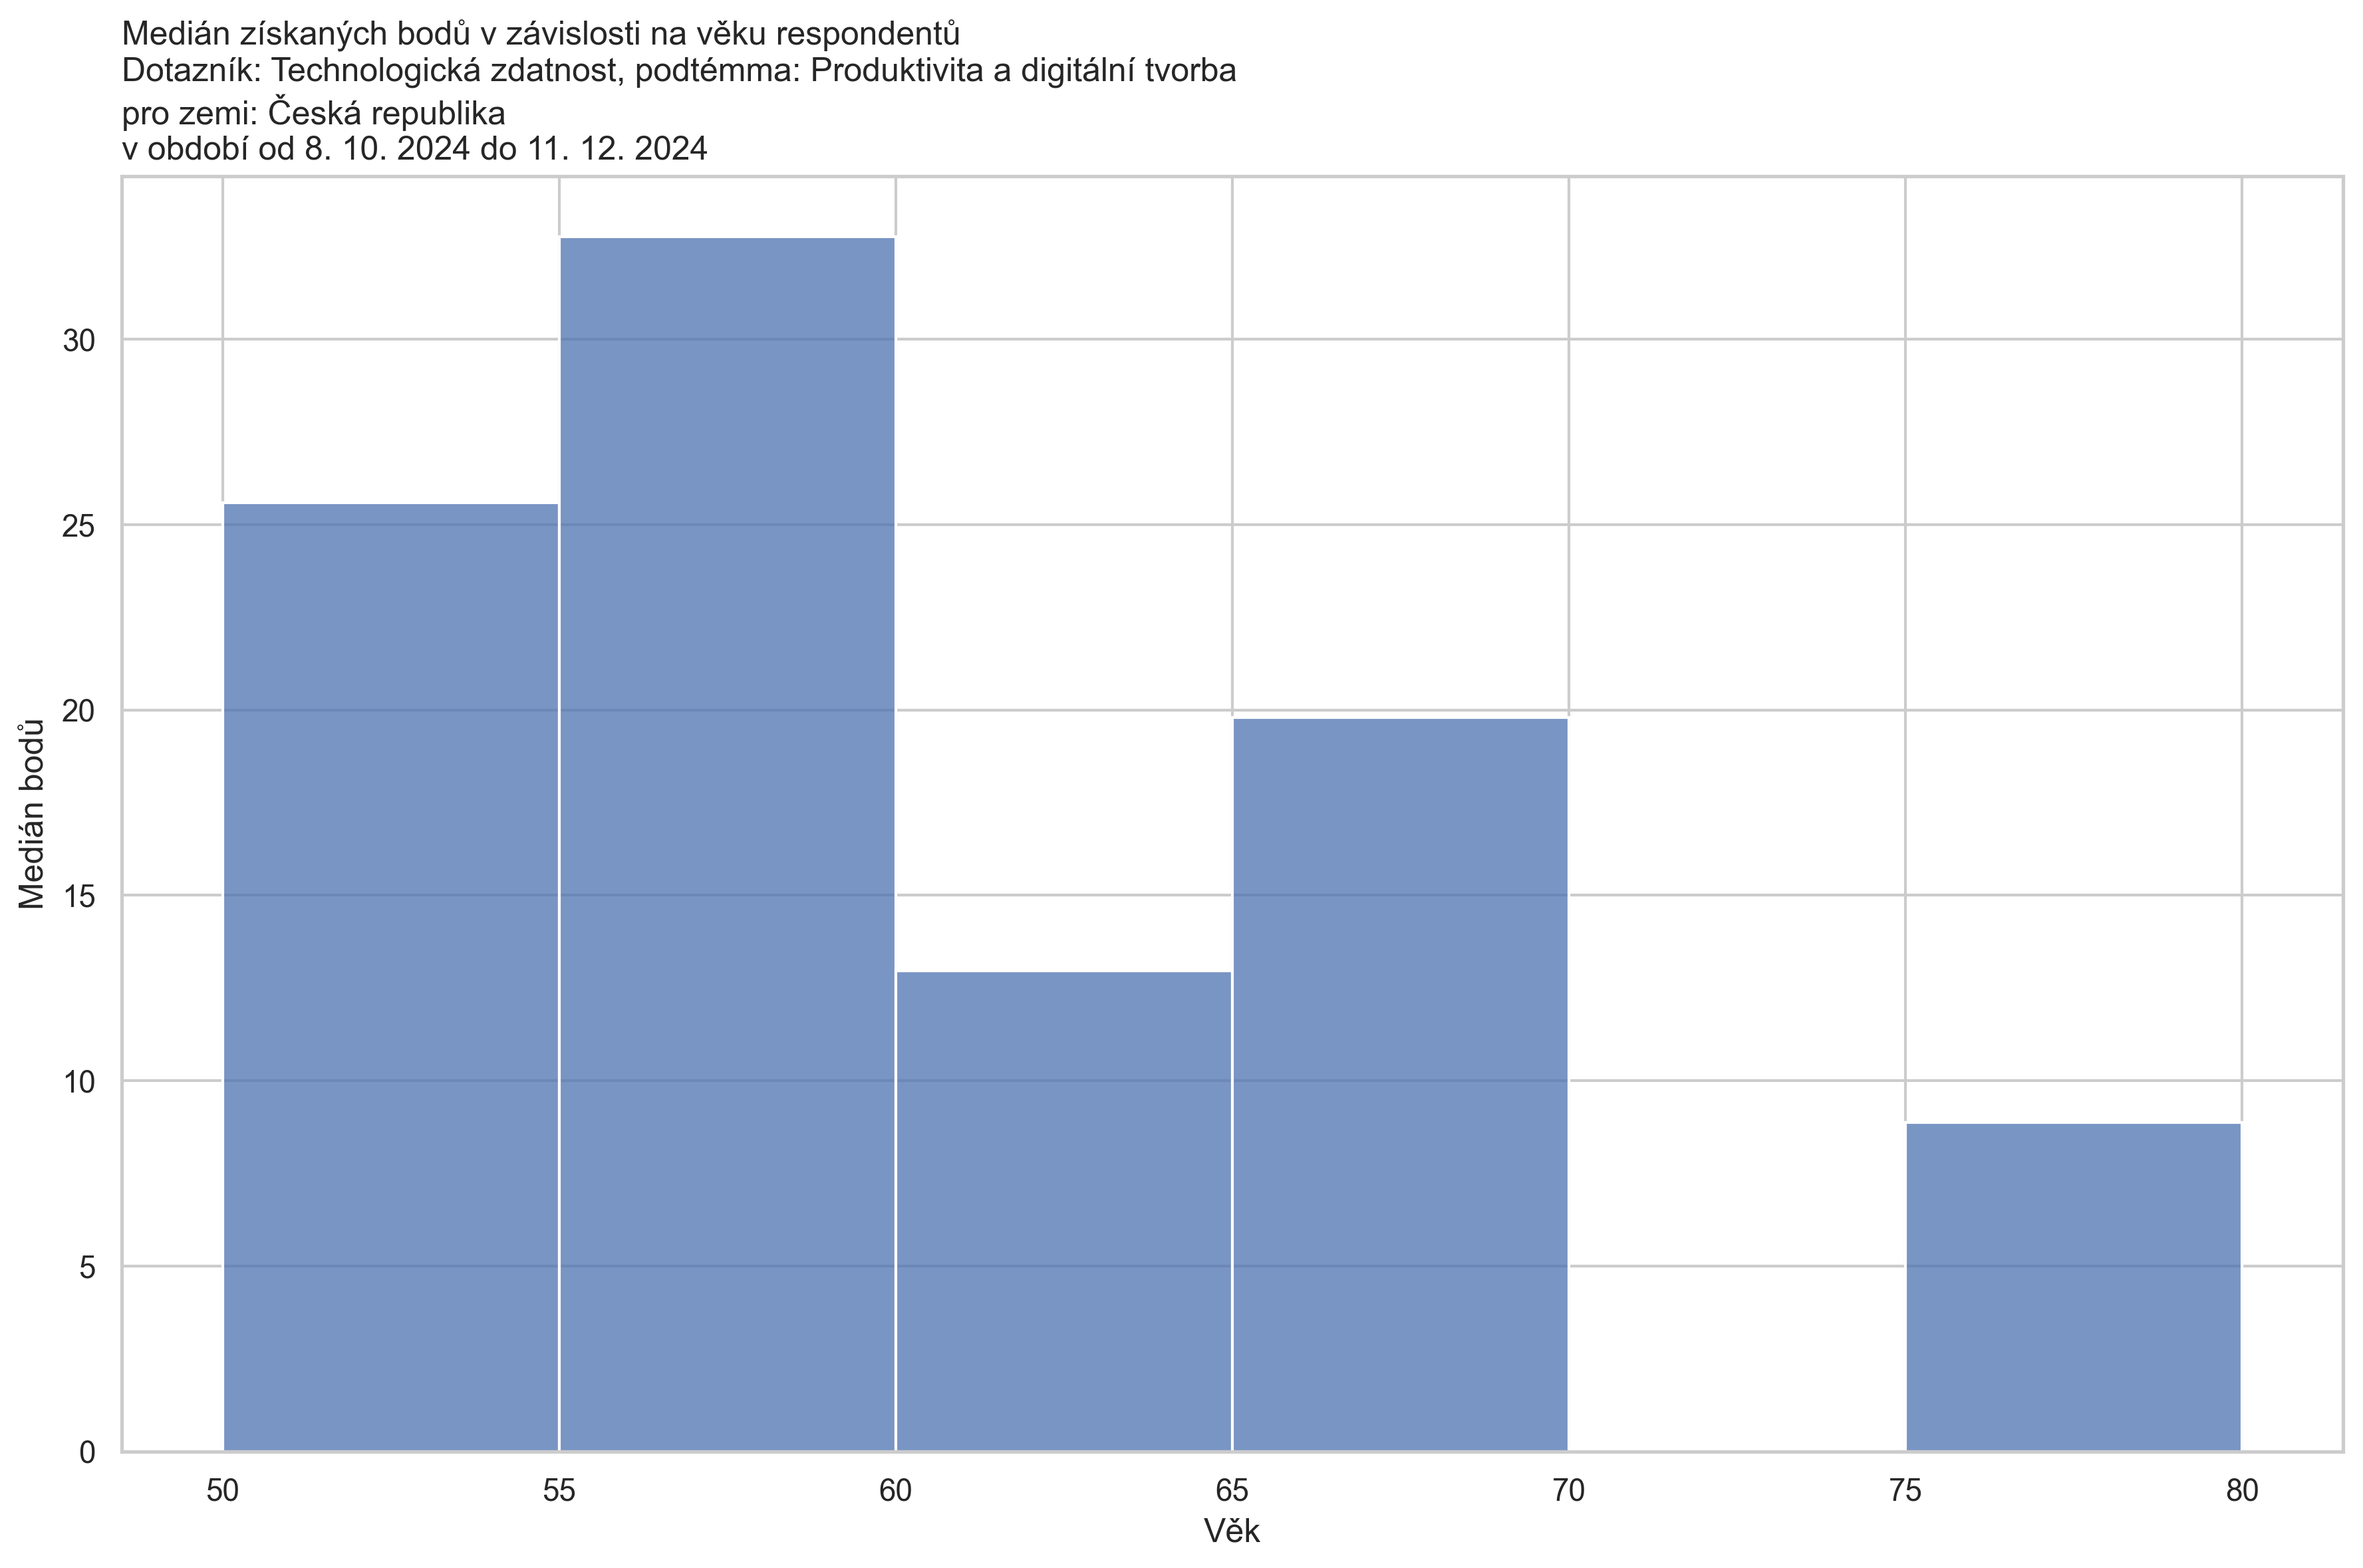 Medián získaných bodů v závislosti na věku respondentů
Dotazník: Technologická zdatnost, podtémma: Produktivita a digitální tvorba
pro zemi: Česká republika
v období od 8. 10. 2024 do 11. 12. 2024
30
25
20
15
10
5
0
Medián bodů
50 55 60 65 70 75 80
Věk